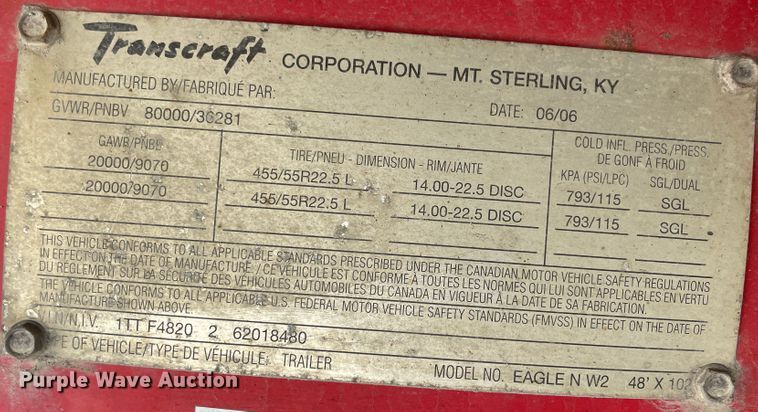 Transcraft CORPORATION — MT. STERLING, KY
MANUFACTURED BY/FABRIQUÉ PAR:
GVWR/PNBV 80000/36281 DATE: 06/06
GAWR/PNBE TIRE/PNEU - DIMENSION - RIM/JANTE COLD INFL. PRESS./PRESS. DE GONF À FROID
KPA (PSI/LPC) SGL/DUAL
20000/9070 455/55R22.5 L 14.00-22.5 DISC 793/115 SGL
20000/9070 455/55R22.5 L 14.00-22.5 DISC 793/115 SGL
THIS VEHICLE CONFORMS TO ALL APPLICABLE STANDARDS PRESCRIBED UNDER THE CANADIAN MOTOR VEHICLE SAFETY REGULATIONS
IN EFFECT ON THE DATE OF MANUFACTURE. / CE VÉHICULE EST CONFORME À TOUTES LES NORMES QUI LUI SONT APPLICABLES EN VERTU
DU RÈGLEMENT SUR LA SÉCURITÉ DES VÉHICULES AUTOMOBILES DU CANADA EN VIGUEUR À LA DATE DE SA FABRICATION.
THE VEHICLE CONFORMS TO ALL APPLICABLE U.S. FEDERAL MOTOR VEHICLE SAFETY STANDARDS (FMVSS) IN EFFECT ON THE DATE OF
MANUFACTURE SHOWN ABOVE.
V.I.N/N.I.V. 1TT F4820 2 62018480
OF VEHICLE/TYPE DE VÉHICULE: TRAILER MODEL NO. EAGLE N W2 48' X 102
Purple Wave Auction